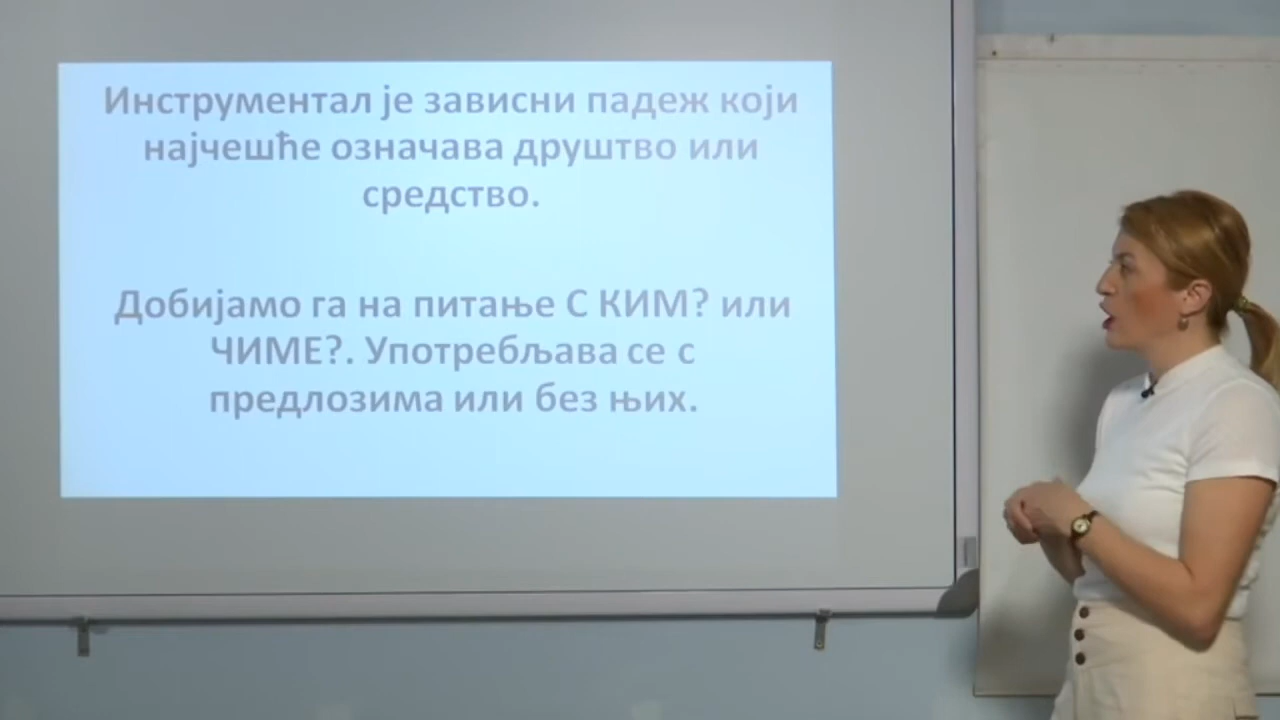 Инструментал је зависни падеж који
најчешће означава друштво или
средство.
Добијамо га на питање С КИМ? или
ЧИМЕ?. Употребљава се с
предлозима или без њих.